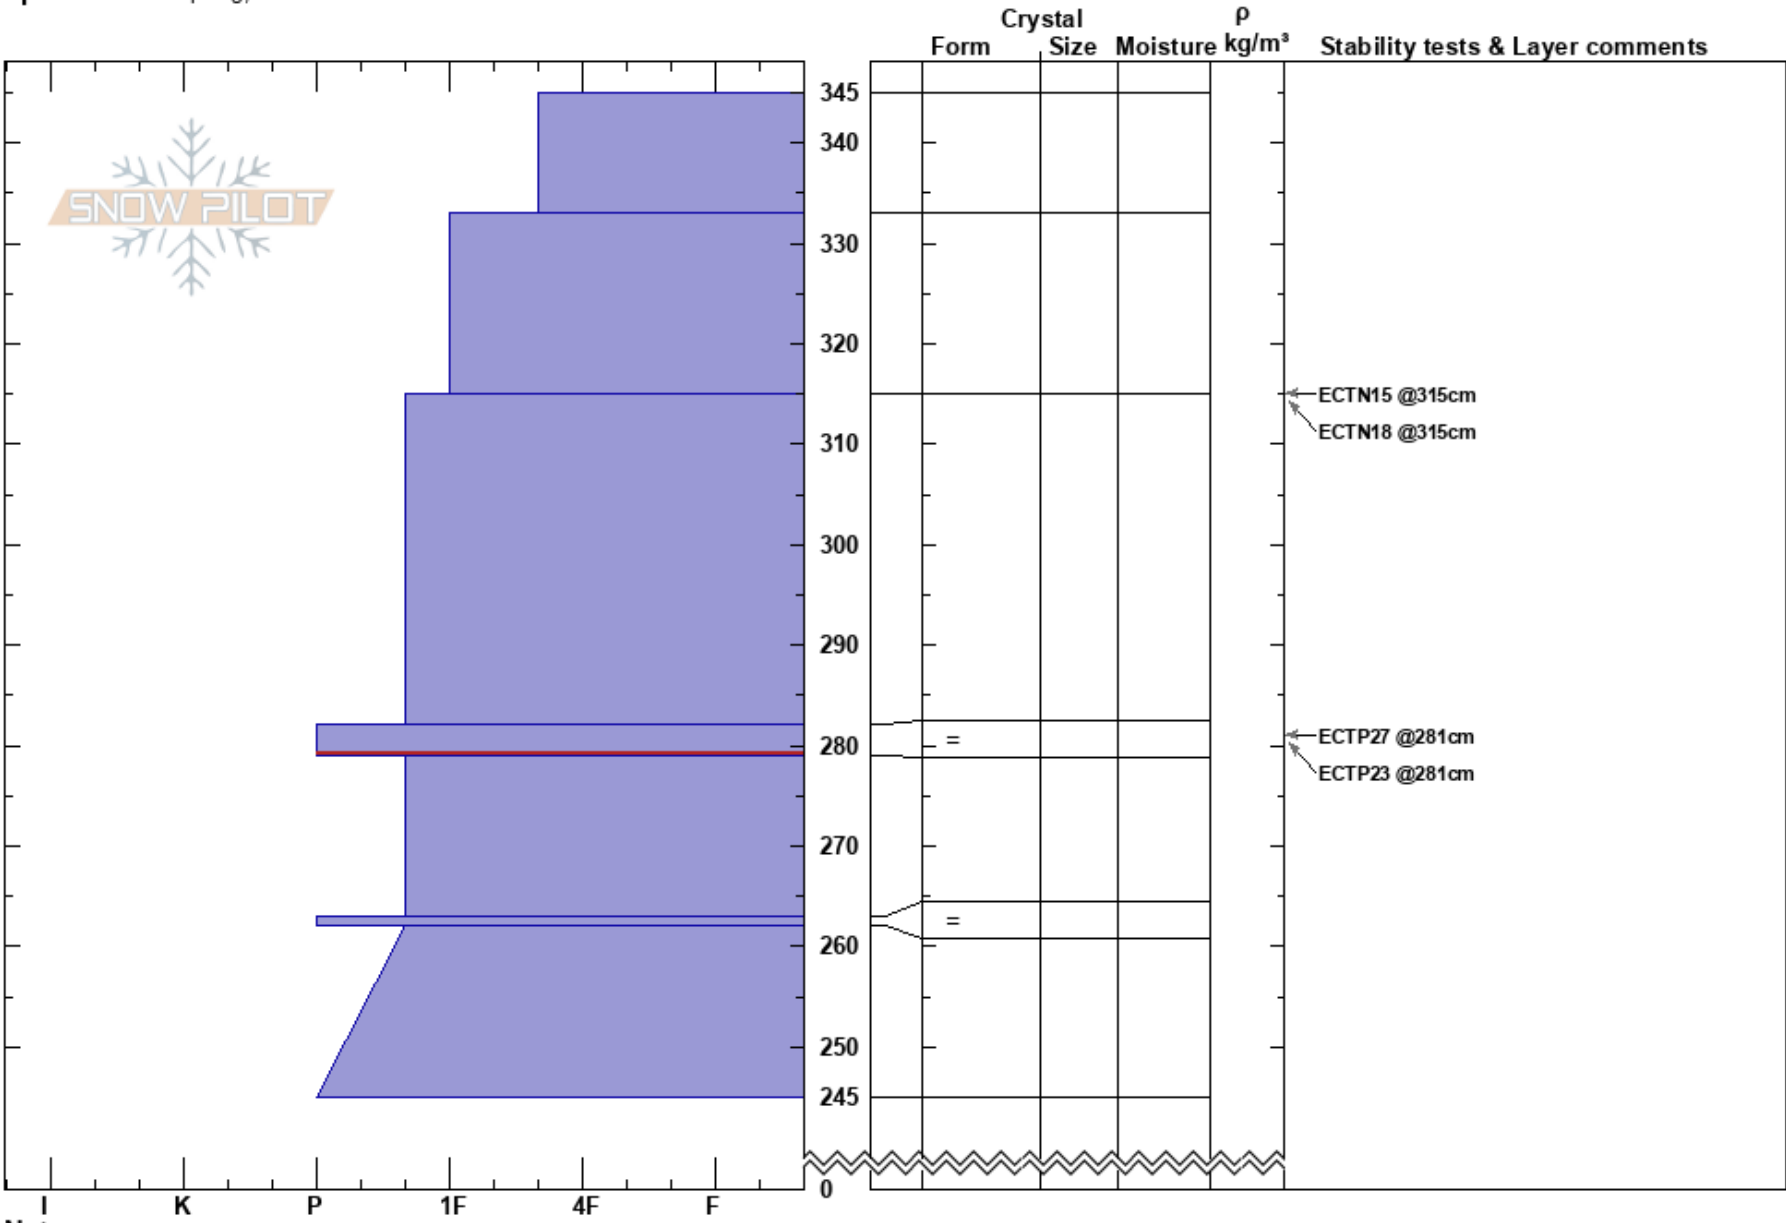 Crystal ρ
Form Size Moisture kg/m³ Stability tests & Layer comments
345
340
SNOW PILOT
330
320
ECTN15 @315cm
310 ECTN18 @315cm
300
290
280 = ECTP27 @281cm
ECTP23 @281cm
270
=
260
250
245
0
I K P 1F 4F F